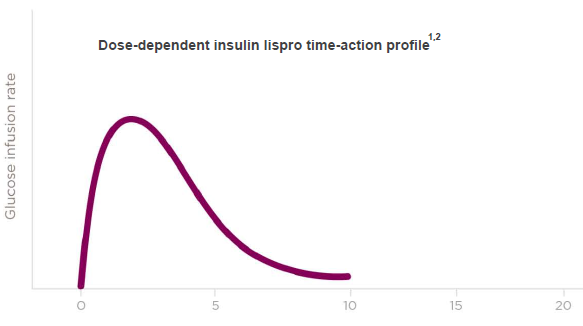 Dose-dependent insulin lispro time-action profile1,2
Glucose infusion rate
0 5 10 15 20